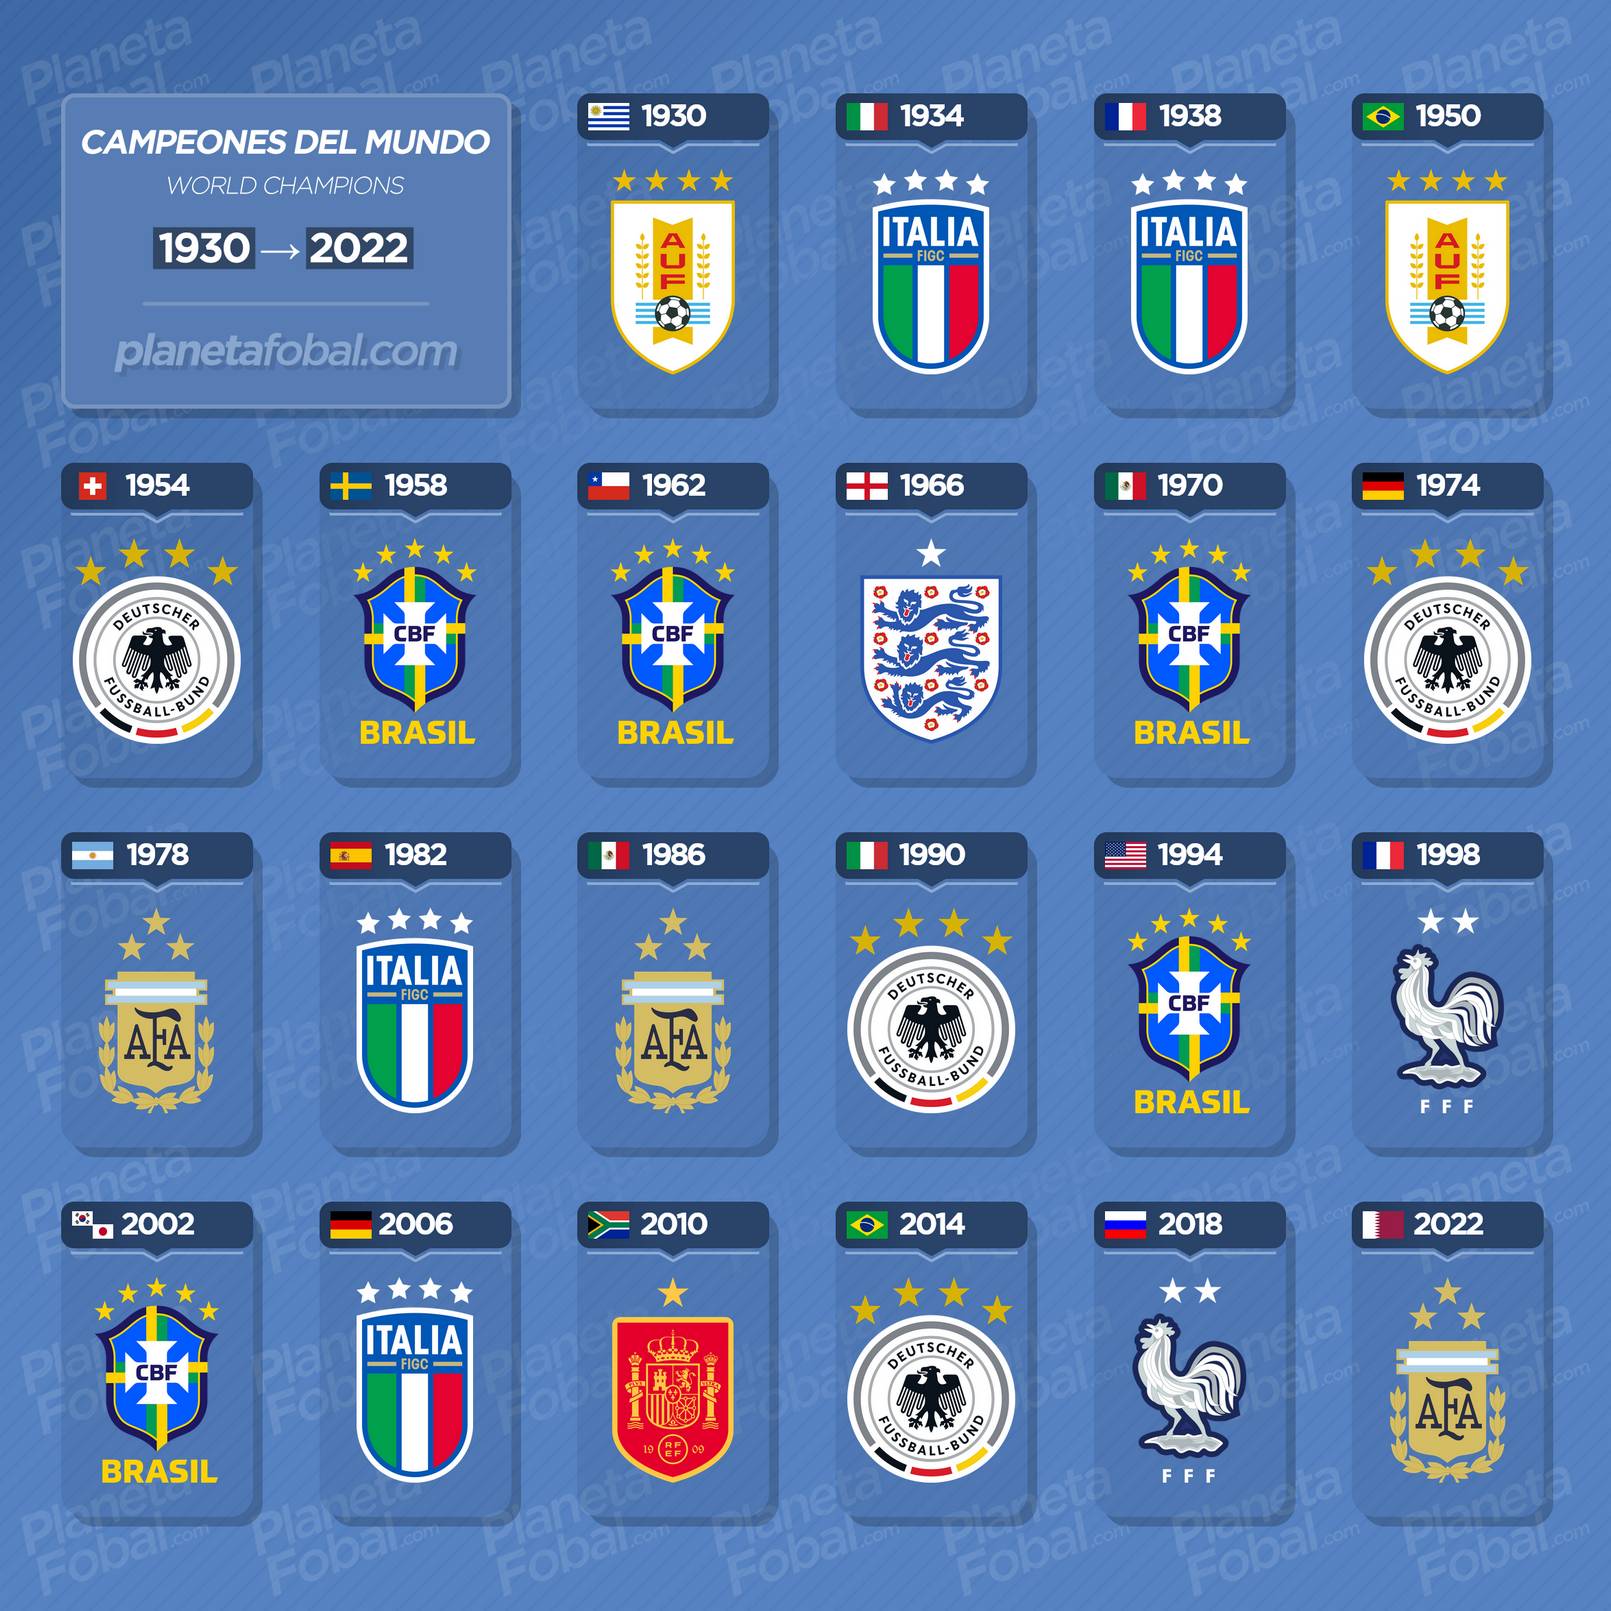 CAMPEONES DEL MUNDO
WORLD CHAMPIONS
1930 → 2022
planetafobal.com
1930
AUF
1934
ITALIA
FIGC
1938
ITALIA
FIGC
1950
AUF
1954
DEUTSCHER
FUSSBALL-BUND
1958
CBF
BRASIL
1962
CBF
BRASIL
1966
1970
CBF
BRASIL
1974
DEUTSCHER
FUSSBALL-BUND
1978
AFA
1982
ITALIA
FIGC
1986
AFA
1990
DEUTSCHER
FUSSBALL-BUND
1994
CBF
BRASIL
1998
FFF
2002
CBF
BRASIL
2006
ITALIA
FIGC
2010
19 RFEF 09
2014
DEUTSCHER
FUSSBALL-BUND
2018
FFF
2022
AFA
Planeta
Fobal.com